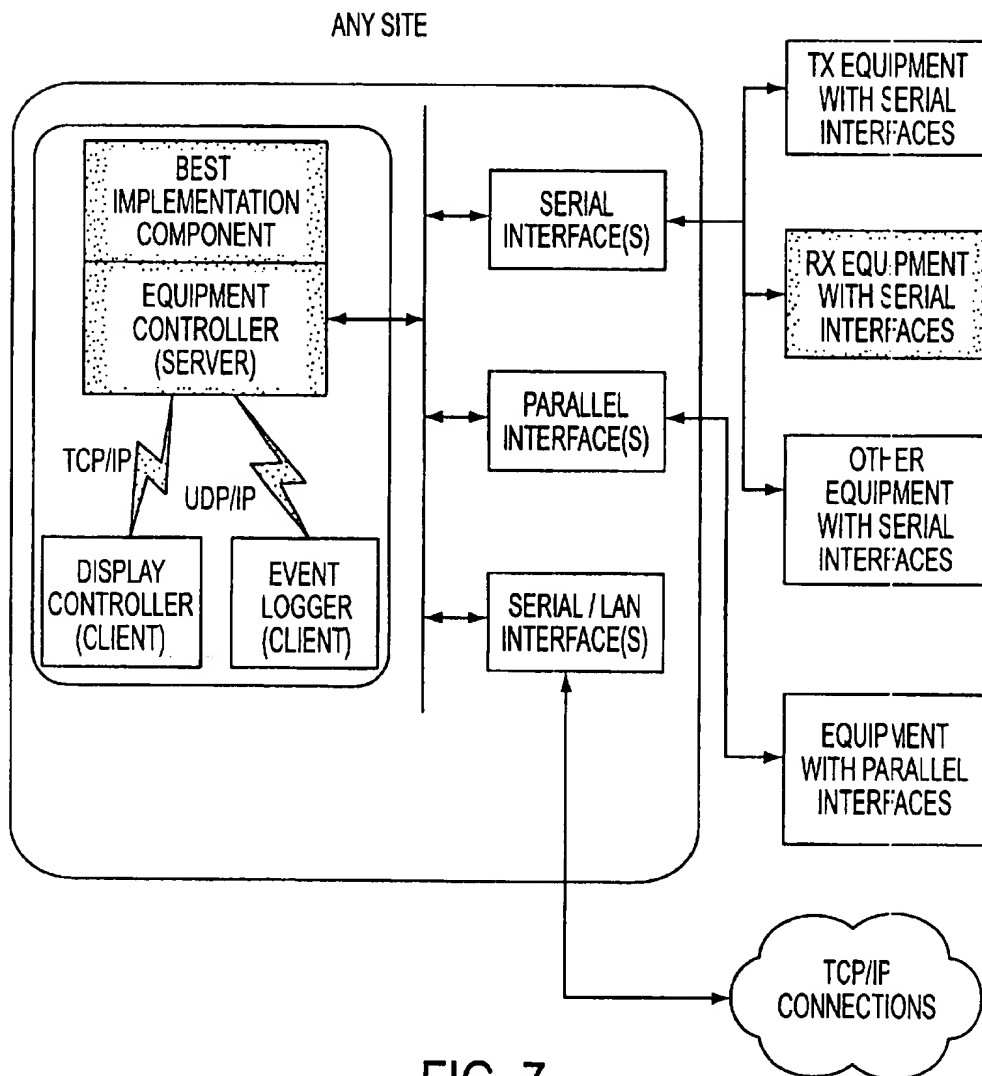 ANY SITE
BEST
IMPLEMENTATION
COMPONENT
EQUIPMENT
CONTROLLER
(SERVER)
TCP/IP
UDP/IP
DISPLAY
CONTROLLER
(CLIENT)
EVENT
LOGGER
(CLIENT)
SERIAL
INTERFACE(S)
PARALLEL
INTERFACE(S)
SERIAL / LAN
INTERFACE(S)
TX EQUIPMENT
WITH SERIAL
INTERFACES
RX EQUIPMENT
WITH SERIAL
INTERFACES
OTHER
EQUIPMENT
WITH SERIAL
INTERFACES
EQUIPMENT
WITH PARALLEL
INTERFACES
TCP/IP
CONNECTIONS
FIG. 7